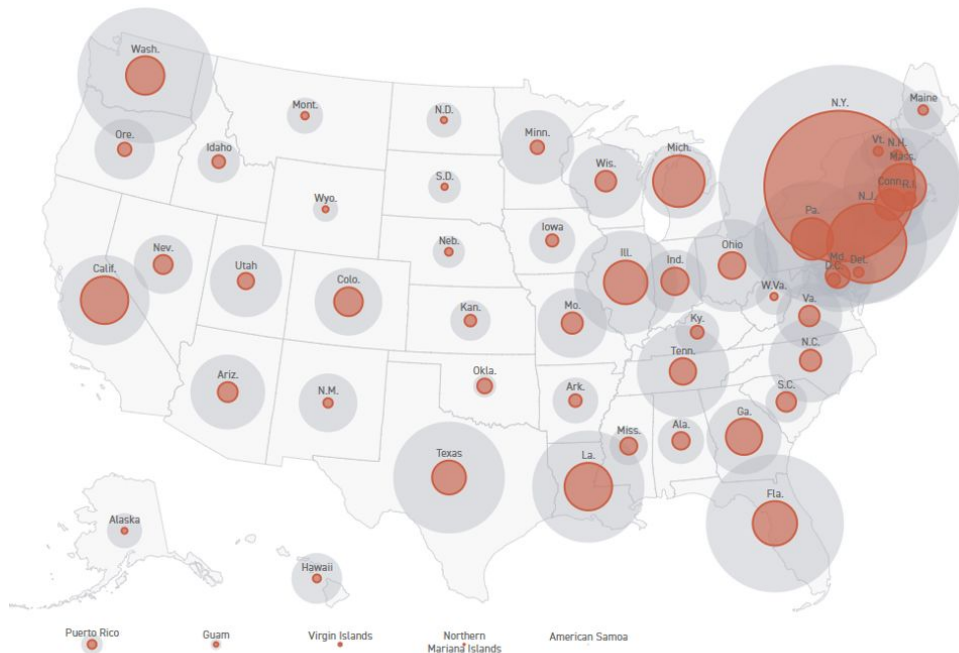 Wash.
Mont.
N.D.
Minn.
N.Y.
Maine
Ore.
Idaho
S.D.
Wis.
Mich.
Vt.
N.H.
Mass.
Wyo.
Conn.
R.I.
N.J.
Nev.
Neb.
Iowa
Pa.
Calif.
Utah
Colo.
Ill.
Ind.
Ohio
Md.
Del.
D.C.
Kan.
Mo.
W.Va.
Va.
Ky.
Ariz.
N.M.
Okla.
Ark.
Tenn.
N.C.
S.C.
Texas
La.
Miss.
Ala.
Ga.
Fla.
Alaska
Hawaii
Puerto Rico
Guam
Virgin Islands
Northern
Mariana Islands
American Samoa